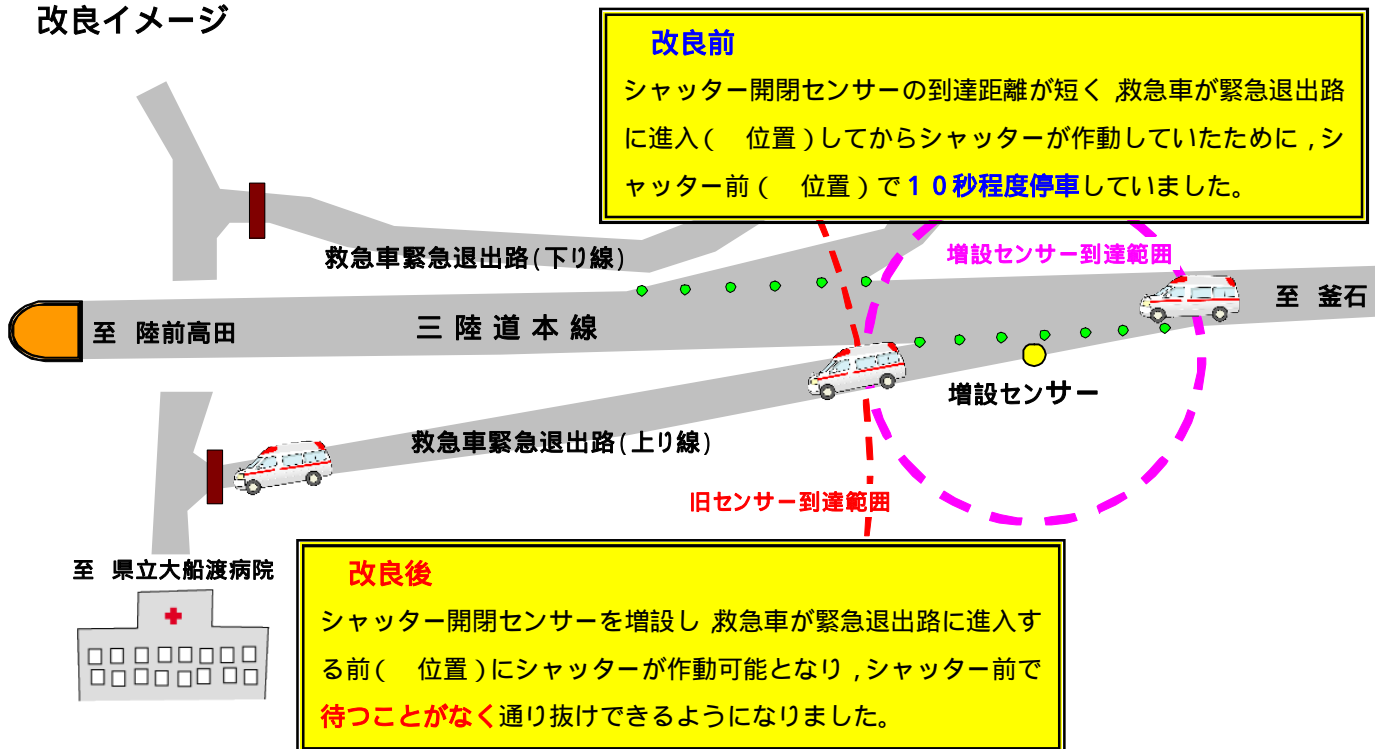 改良イメージ
改良前
シャッター開閉センサーの到達距離が短く,救急車が緊急退出路
に進入(　位置)してからシャッターが作動していたために,シ
ャッター前(　位置)で10秒程度停車していました。
救急車緊急退出路(下り線)
増設センサー到達範囲
至 釜石
至 陸前高田
三陸道本線
増設センサー
救急車緊急退出路(上り線)
旧センサー到達範囲
至 県立大船渡病院
改良後
シャッター開閉センサーを増設し,救急車が緊急退出路に進入す
る前(　位置)にシャッターが作動可能となり,シャッター前で
待つことがなく通り抜けできるようになりました。